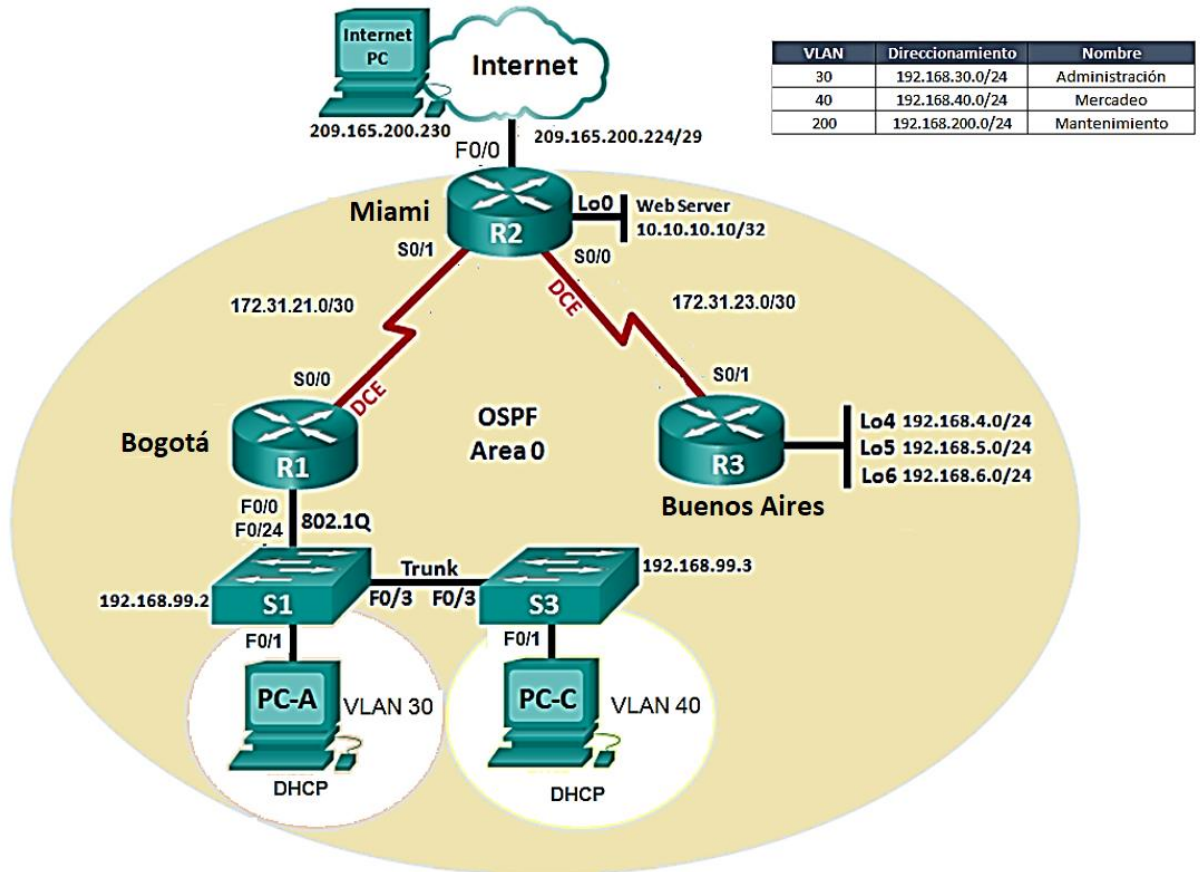 Internet
PC
Internet
209.165.200.230
209.165.200.224/29
F0/0
VLAN Direccionamiento Nombre
30 192.168.30.0/24 Administración
40 192.168.40.0/24 Mercadeo
200 192.168.200.0/24 Mantenimiento
Miami
R2
Lo0
Web Server
10.10.10.10/32
S0/1
S0/0
DCE
172.31.21.0/30
172.31.23.0/30
S0/0
DCE
S0/1
Bogotá
R1
OSPF
Area 0
R3
Buenos Aires
Lo4 192.168.4.0/24
Lo5 192.168.5.0/24
Lo6 192.168.6.0/24
F0/0
F0/24
802.1Q
192.168.99.2
S1
Trunk
F0/3 F0/3
S3
192.168.99.3
F0/1
F0/1
PC-A
VLAN 30
DHCP
PC-C
VLAN 40
DHCP